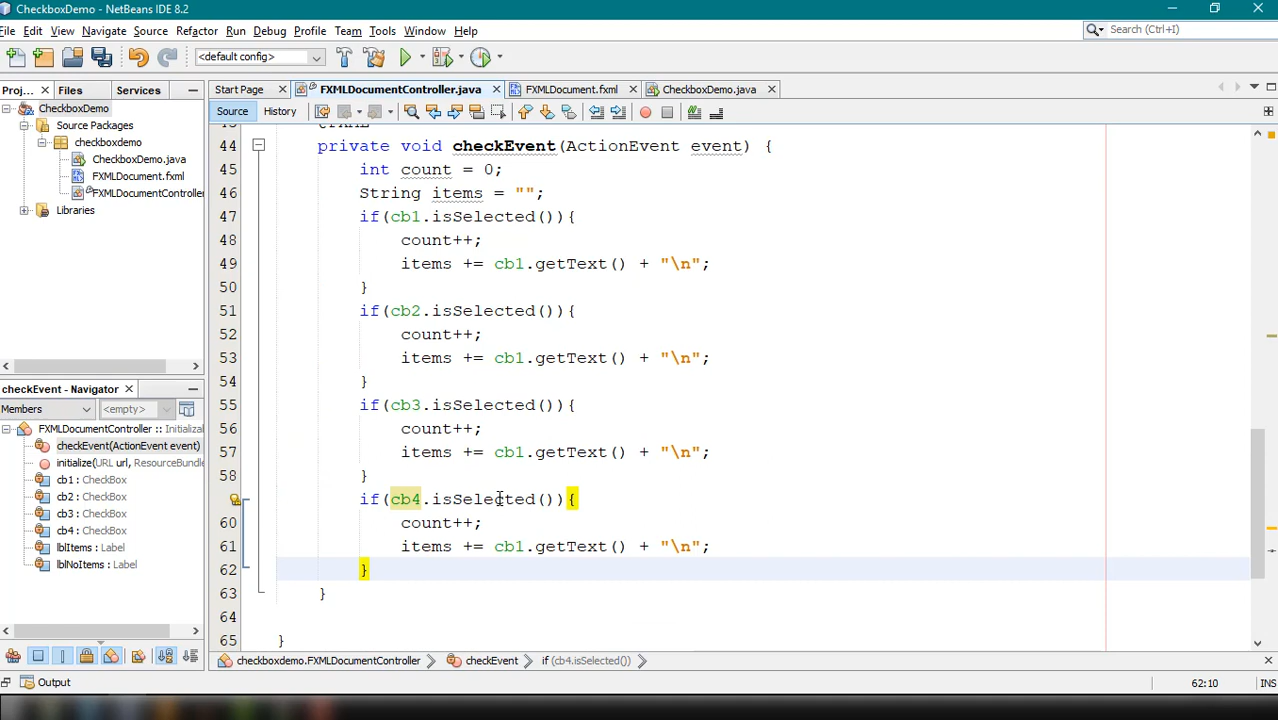 CheckboxDemo - NetBeans IDE 8.2
File Edit View Navigate Source Refactor Run Debug Profile Team Tools Window Help
Search (Ctrl+I)
<default config>
Proj... Files Services
Start Page FXMLDocumentController.java FXMLDocument.fxml CheckboxDemo.java
Source History
CheckboxDemo
Source Packages
checkboxdemo
CheckboxDemo.java
FXMLDocument.fxml
FXMLDocumentController
Libraries
44 private void checkEvent(ActionEvent event) {
45 int count = 0;
46 String items = "";
47 if(cb1.isSelected()){
48 count++;
49 items += cb1.getText() + "\n";
50 }
51 if(cb2.isSelected()){
52 count++;
53 items += cb1.getText() + "\n";
54 }
55 if(cb3.isSelected()){
56 count++;
57 items += cb1.getText() + "\n";
58 }
if(cb4.isSelected()){
60 count++;
61 items += cb1.getText() + "\n";
62 }
63 }
64
65 }
checkEvent - Navigator
Members <empty>
FXMLDocumentController :: Initializa
checkEvent(ActionEvent event)
initialize(URL url, ResourceBundle
cb1 : CheckBox
cb2 : CheckBox
cb3 : CheckBox
cb4 : CheckBox
lblItems : Label
lblNoItems : Label
checkboxdemo.FXMLDocumentController checkEvent if (cb4.isSelected())
Output
62:10 INS